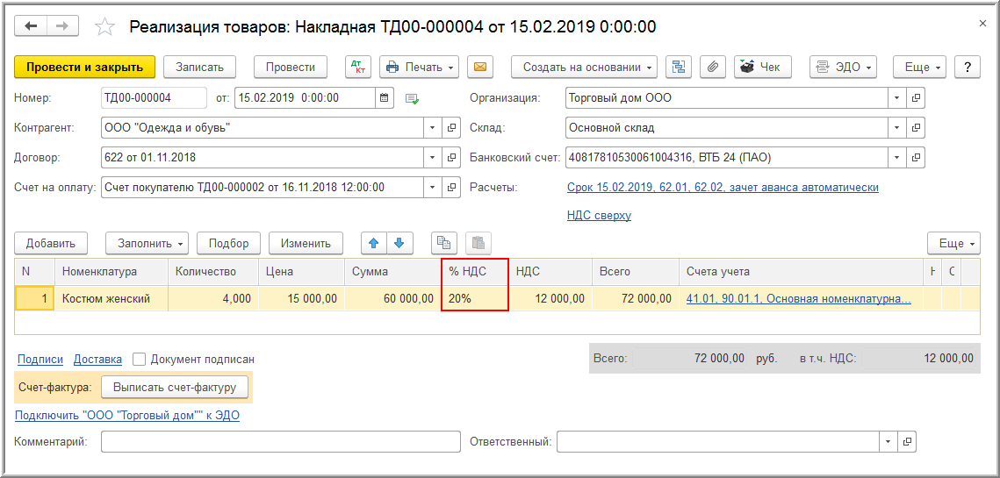 Реализация товаров: Накладная ТД00-000004 от 15.02.2019 0:00:00
Провести и закрыть Записать Провести Дт Кт Печать Создать на основании Чек ЭДО Еще ?
Номер: ТД00-000004 от: 15.02.2019 0:00:00 Организация: Торговый дом ООО
Контрагент: ООО "Одежда и обувь" Склад: Основной склад
Договор: 622 от 01.11.2018 Банковский счет: 40817810530061004316, ВТБ 24 (ПАО)
Счет на оплату: Счет покупателю ТД00-000002 от 16.11.2018 12:00:00 Расчеты: Срок 15.02.2019, 62.01, 62.02, зачет аванса автоматически
НДС сверху
Добавить Заполнить Подбор Изменить Еще
N Номенклатура Количество Цена Сумма % НДС НДС Всего Счета учета
1 Костюм женский 4,000 15 000,00 60 000,00 20% 12 000,00 72 000,00 41.01, 90.01.1, Основная номенклатурна...
Подписи Доставка Документ подписан Всего: 72 000,00 руб. в т.ч. НДС: 12 000,00
Счет-фактура: Выписать счет-фактуру
Подключить "ООО "Торговый дом"" к ЭДО
Комментарий: Ответственный: